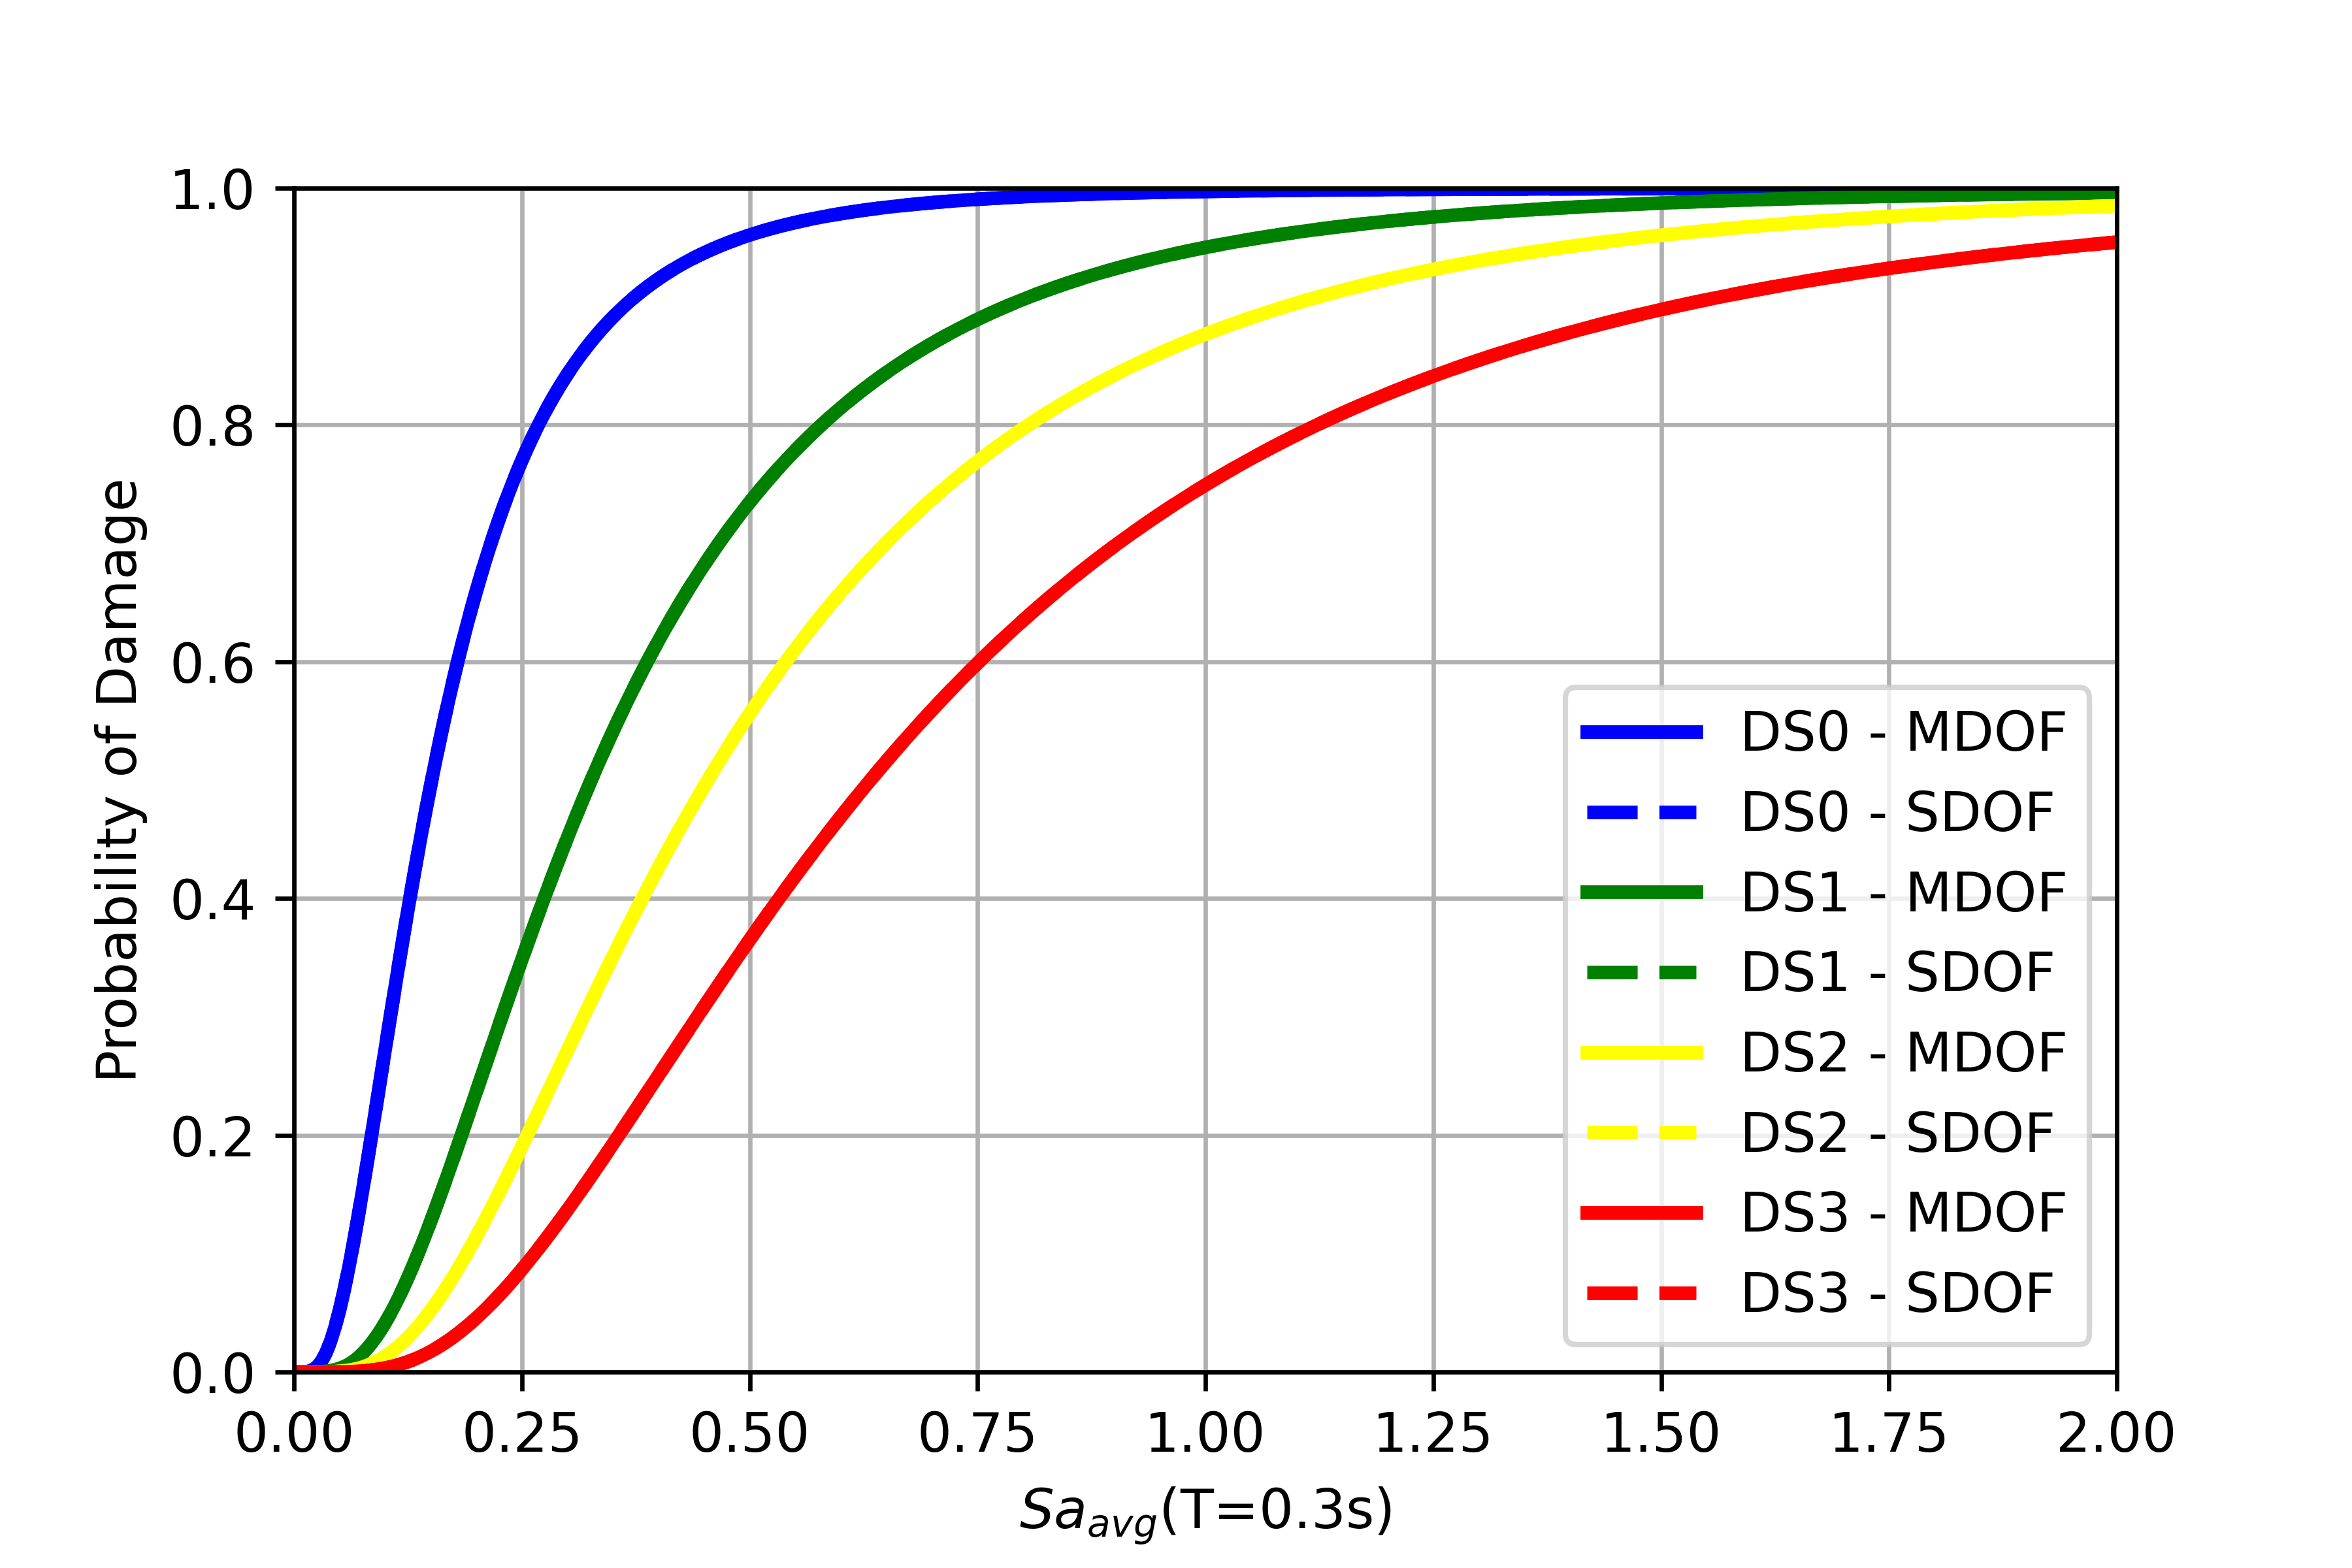 1.0
0.8
0.6
0.4
0.2
0.0
Probability of Damage
DS0 - MDOF
DS0 - SDOF
DS1 - MDOF
DS1 - SDOF
DS2 - MDOF
DS2 - SDOF
DS3 - MDOF
DS3 - SDOF
0.00 0.25 0.50 0.75 1.00 1.25 1.50 1.75 2.00
Sa_avg(T=0.3s)